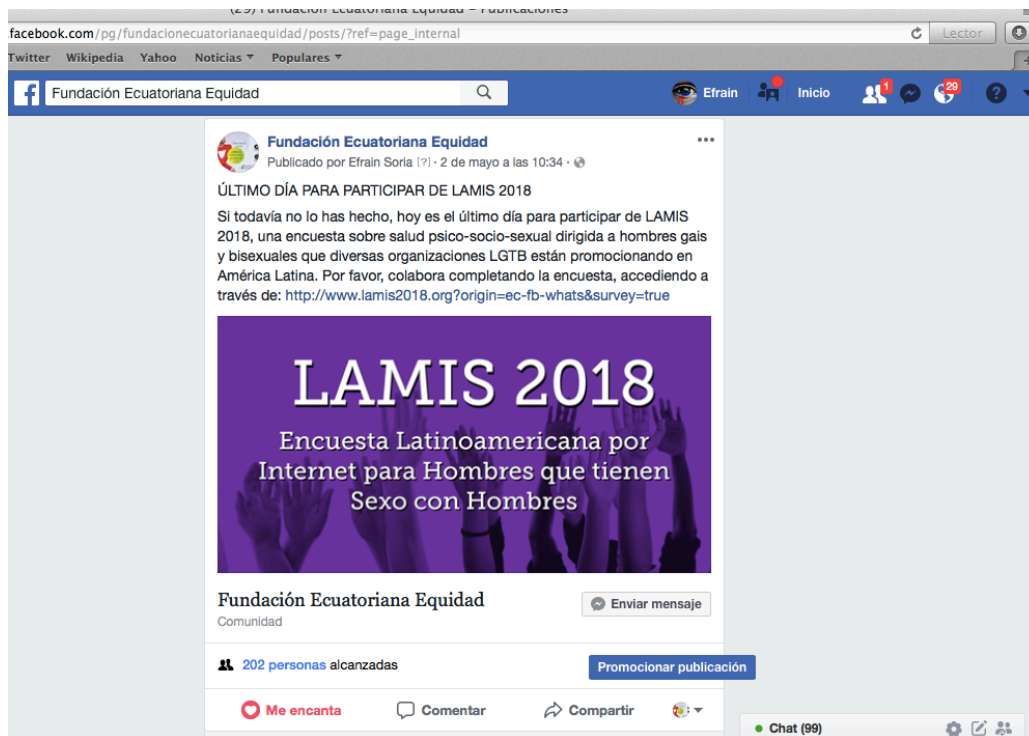 (29) Fundación Ecuatoriana Equidad - Publicaciones
.facebook.com/pg/fundacionecuatorianaequidad/posts/?ref=page_internal
Lector
Twitter Wikipedia Yahoo Noticias Populares
Fundación Ecuatoriana Equidad
Efrain
Inicio
1
29
?
Fundación Ecuatoriana Equidad
Publicado por Efrain Soria [?] · 2 de mayo a las 10:34 ·
ÚLTIMO DÍA PARA PARTICIPAR DE LAMIS 2018
Si todavía no lo has hecho, hoy es el último día para participar de LAMIS
2018, una encuesta sobre salud psico-socio-sexual dirigida a hombres gais
y bisexuales que diversas organizaciones LGTB están promocionando en
América Latina. Por favor, colabora completando la encuesta, accediendo a
través de: http://www.lamis2018.org?origin=ec-fb-whats&survey=true
LAMIS 2018
Encuesta Latinoamericana por
Internet para Hombres que tienen
Sexo con Hombres
Fundación Ecuatoriana Equidad
Comunidad
Enviar mensaje
202 personas alcanzadas
Promocionar publicación
Me encanta
Comentar
Compartir
Chat (99)